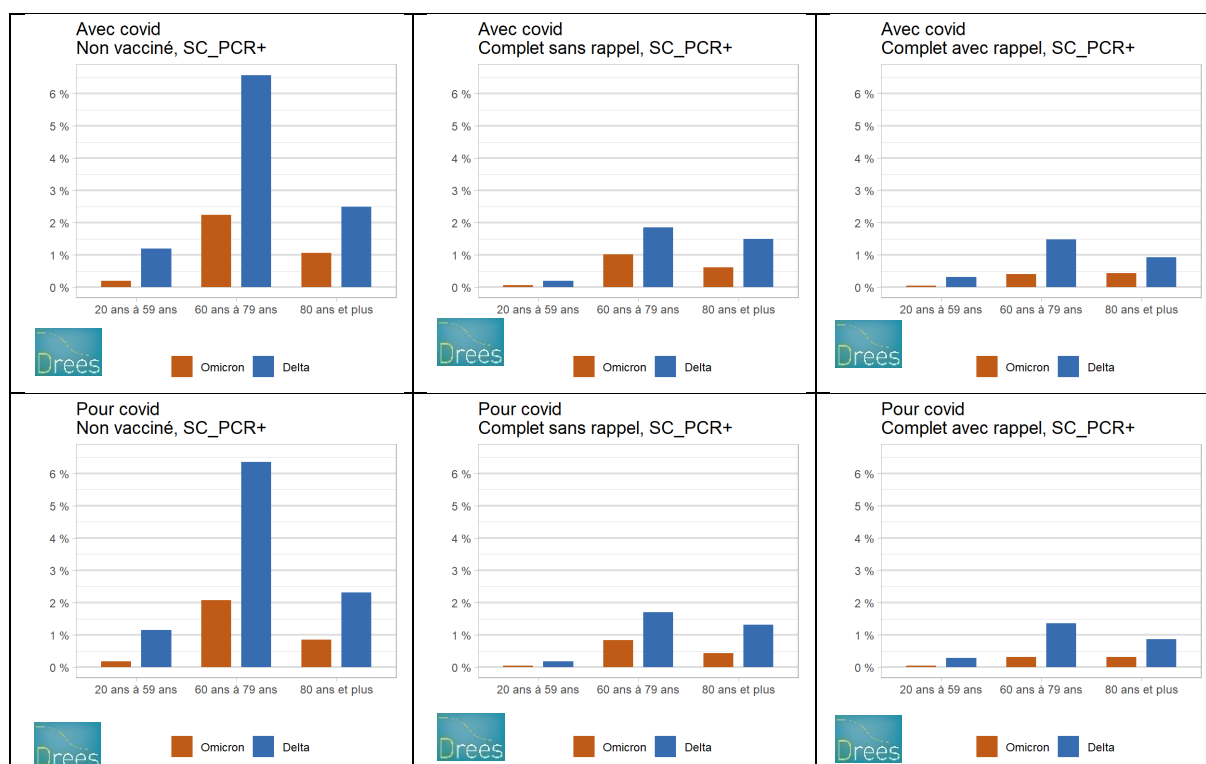 Avec covid
Non vacciné, SC_PCR+
6 %
5 %
4 %
3 %
2 %
1 %
0 %
20 ans à 59 ans 60 ans à 79 ans 80 ans et plus
Drees
Omicron Delta
Avec covid
Complet sans rappel, SC_PCR+
6 %
5 %
4 %
3 %
2 %
1 %
0 %
20 ans à 59 ans 60 ans à 79 ans 80 ans et plus
Drees
Omicron Delta
Avec covid
Complet avec rappel, SC_PCR+
6 %
5 %
4 %
3 %
2 %
1 %
0 %
20 ans à 59 ans 60 ans à 79 ans 80 ans et plus
Drees
Omicron Delta
Pour covid
Non vacciné, SC_PCR+
6 %
5 %
4 %
3 %
2 %
1 %
0 %
20 ans à 59 ans 60 ans à 79 ans 80 ans et plus
Drees
Omicron Delta
Pour covid
Complet sans rappel, SC_PCR+
6 %
5 %
4 %
3 %
2 %
1 %
0 %
20 ans à 59 ans 60 ans à 79 ans 80 ans et plus
Drees
Omicron Delta
Pour covid
Complet avec rappel, SC_PCR+
6 %
5 %
4 %
3 %
2 %
1 %
0 %
20 ans à 59 ans 60 ans à 79 ans 80 ans et plus
Drees
Omicron Delta